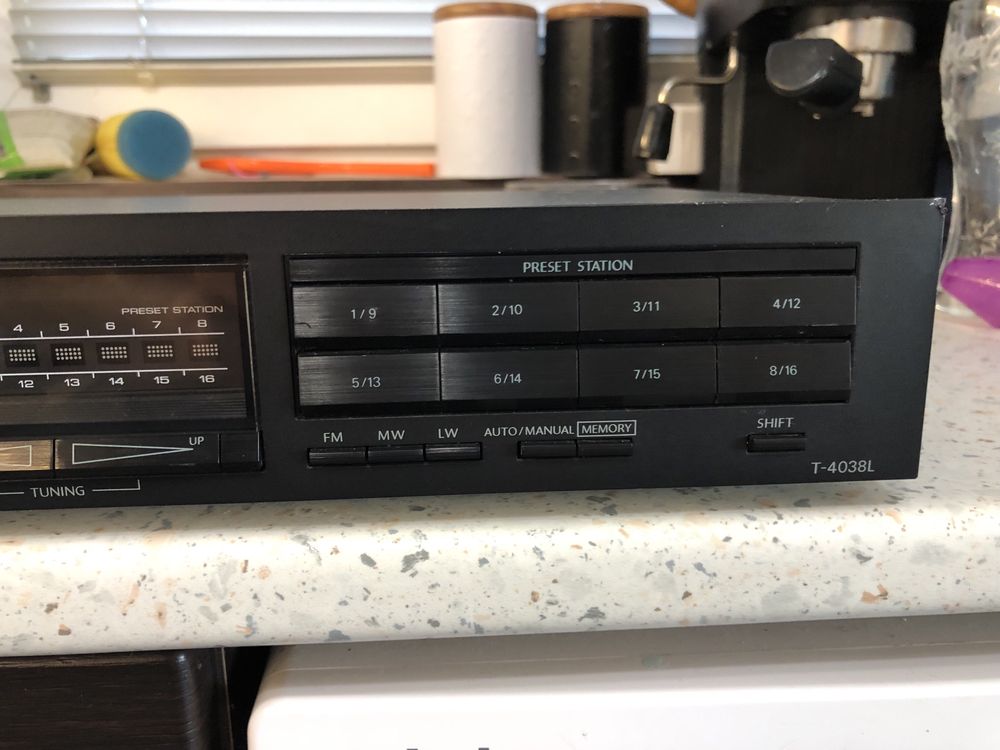 PRESET STATION
4 5 6 7 8
12 13 14 15 16
UP
TUNING
PRESET STATION
1/9 2/10 3/11 4/12
5/13 6/14 7/15 8/16
FM MW LW AUTO/MANUAL MEMORY SHIFT
T-4038L